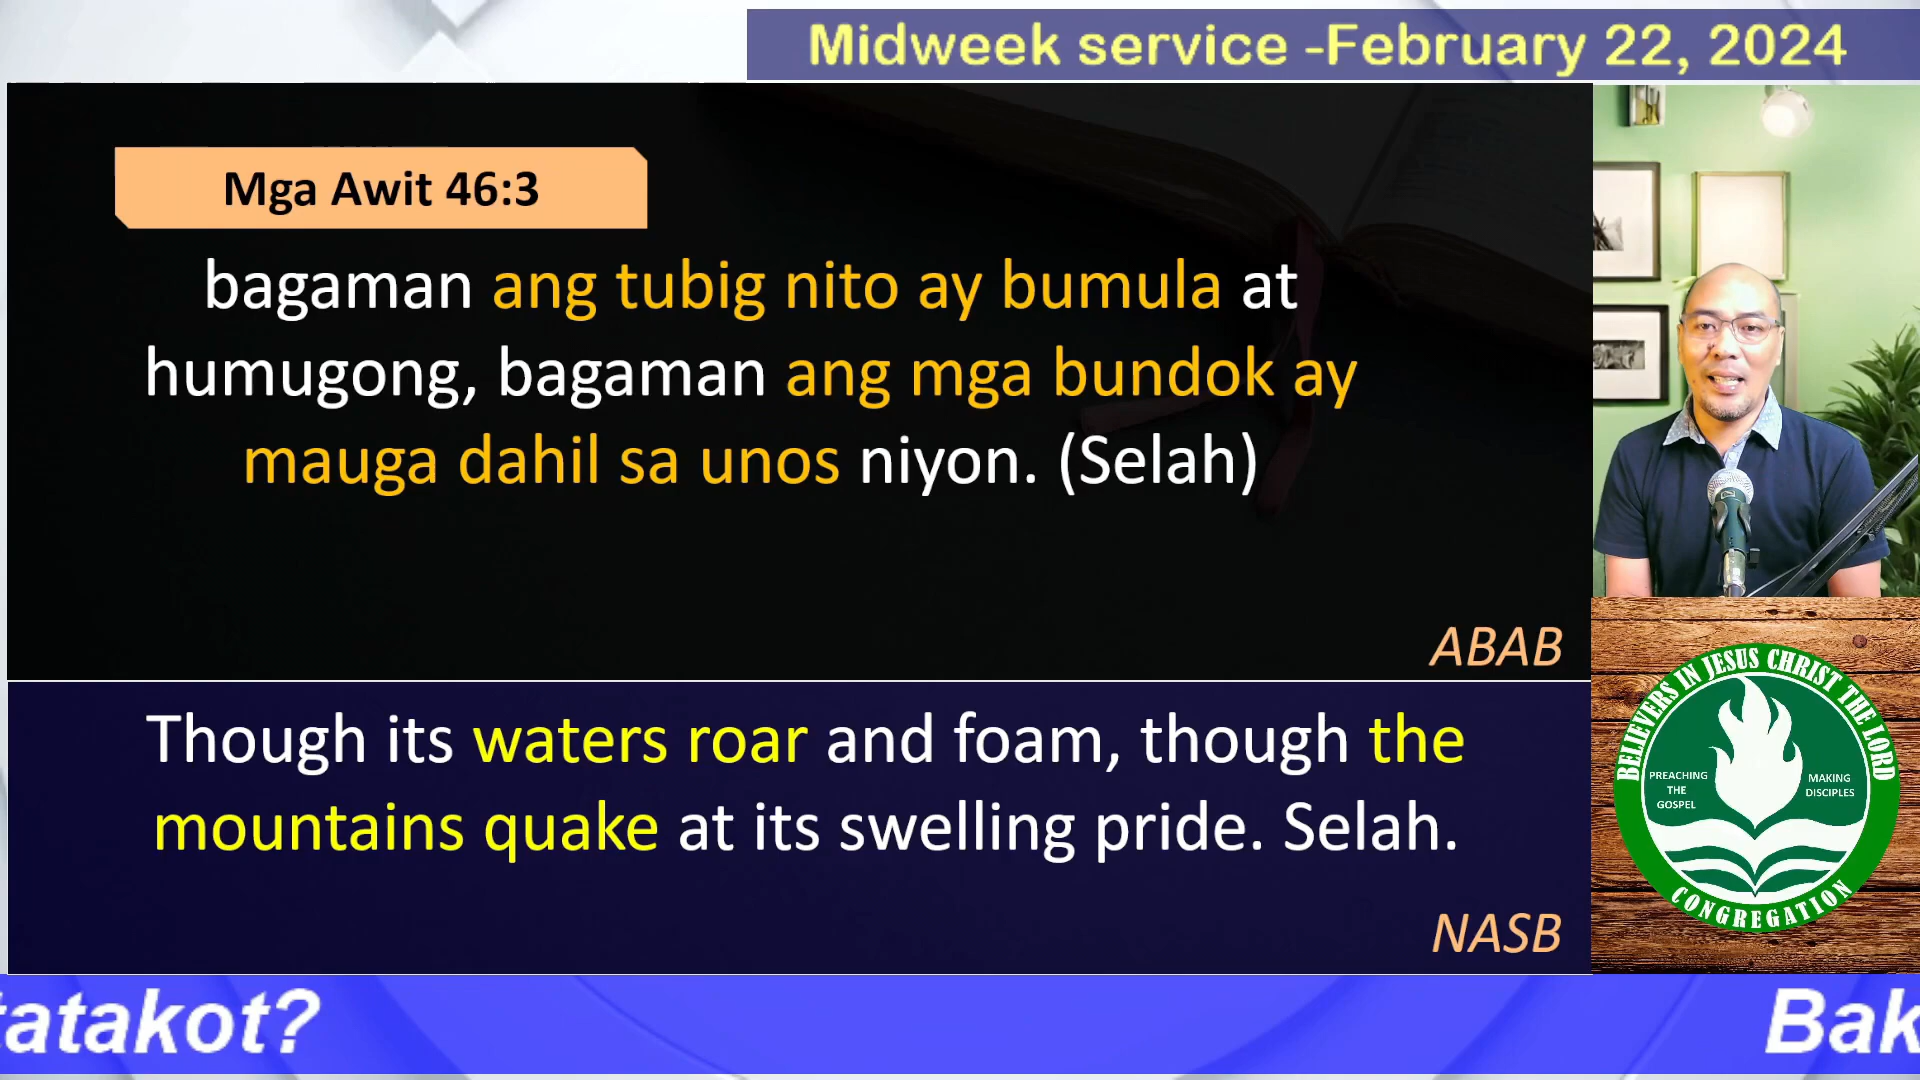 Midweek service -February 22, 2024
Mga Awit 46:3
bagaman ang tubig nito ay bumula at
humugong, bagaman ang mga bundok ay
mauga dahil sa unos niyon. (Selah)
ABAB
Though its waters roar and foam, though the
mountains quake at its swelling pride. Selah.
NASB
BELIEVERS IN JESUS CHRIST THE LORD
PREACHING
THE
GOSPEL
MAKING
DISCIPLES
CONGREGATION
tatakot?
Bak